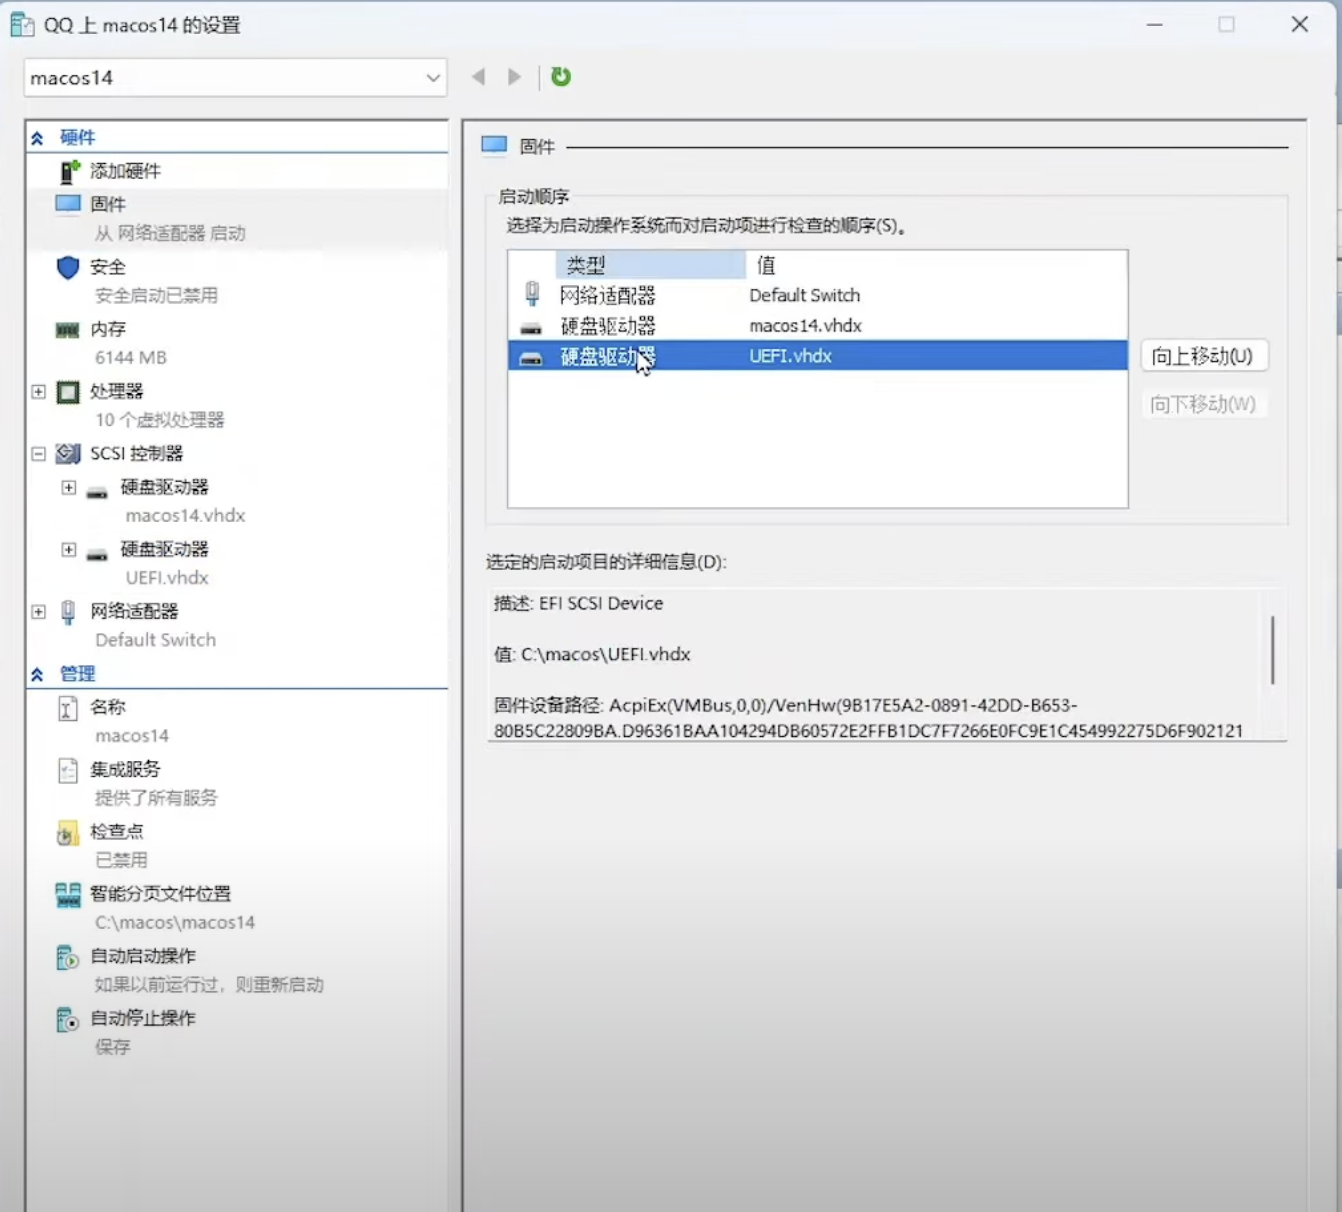 QQ 上 macos14 的设置
macos14
硬件
添加硬件
固件
从 网络适配器 启动
安全
安全启动已禁用
内存
6144 MB
处理器
10 个虚拟处理器
SCSI 控制器
硬盘驱动器
macos14.vhdx
硬盘驱动器
UEFI.vhdx
网络适配器
Default Switch
管理
名称
macos14
集成服务
提供了所有服务
检查点
已禁用
智能分页文件位置
C:\macos\macos14
自动启动操作
如果以前运行过，则重新启动
自动停止操作
保存
固件
启动顺序
选择为启动操作系统而对启动项进行检查的顺序(S)。
类型 值
网络适配器 Default Switch
硬盘驱动器 macos14.vhdx
硬盘驱动器 UEFI.vhdx
向上移动(U)
向下移动(W)
选定的启动项目的详细信息(D):
描述: EFI SCSI Device
值: C:\macos\UEFI.vhdx
固件设备路径: AcpiEx(VMBus,0,0)/VenHw(9B17E5A2-0891-42DD-B653-
80B5C22809BA,D96361BAA104294DB60572E2FFB1DC7F7266E0FC9E1C454992275D6F902121